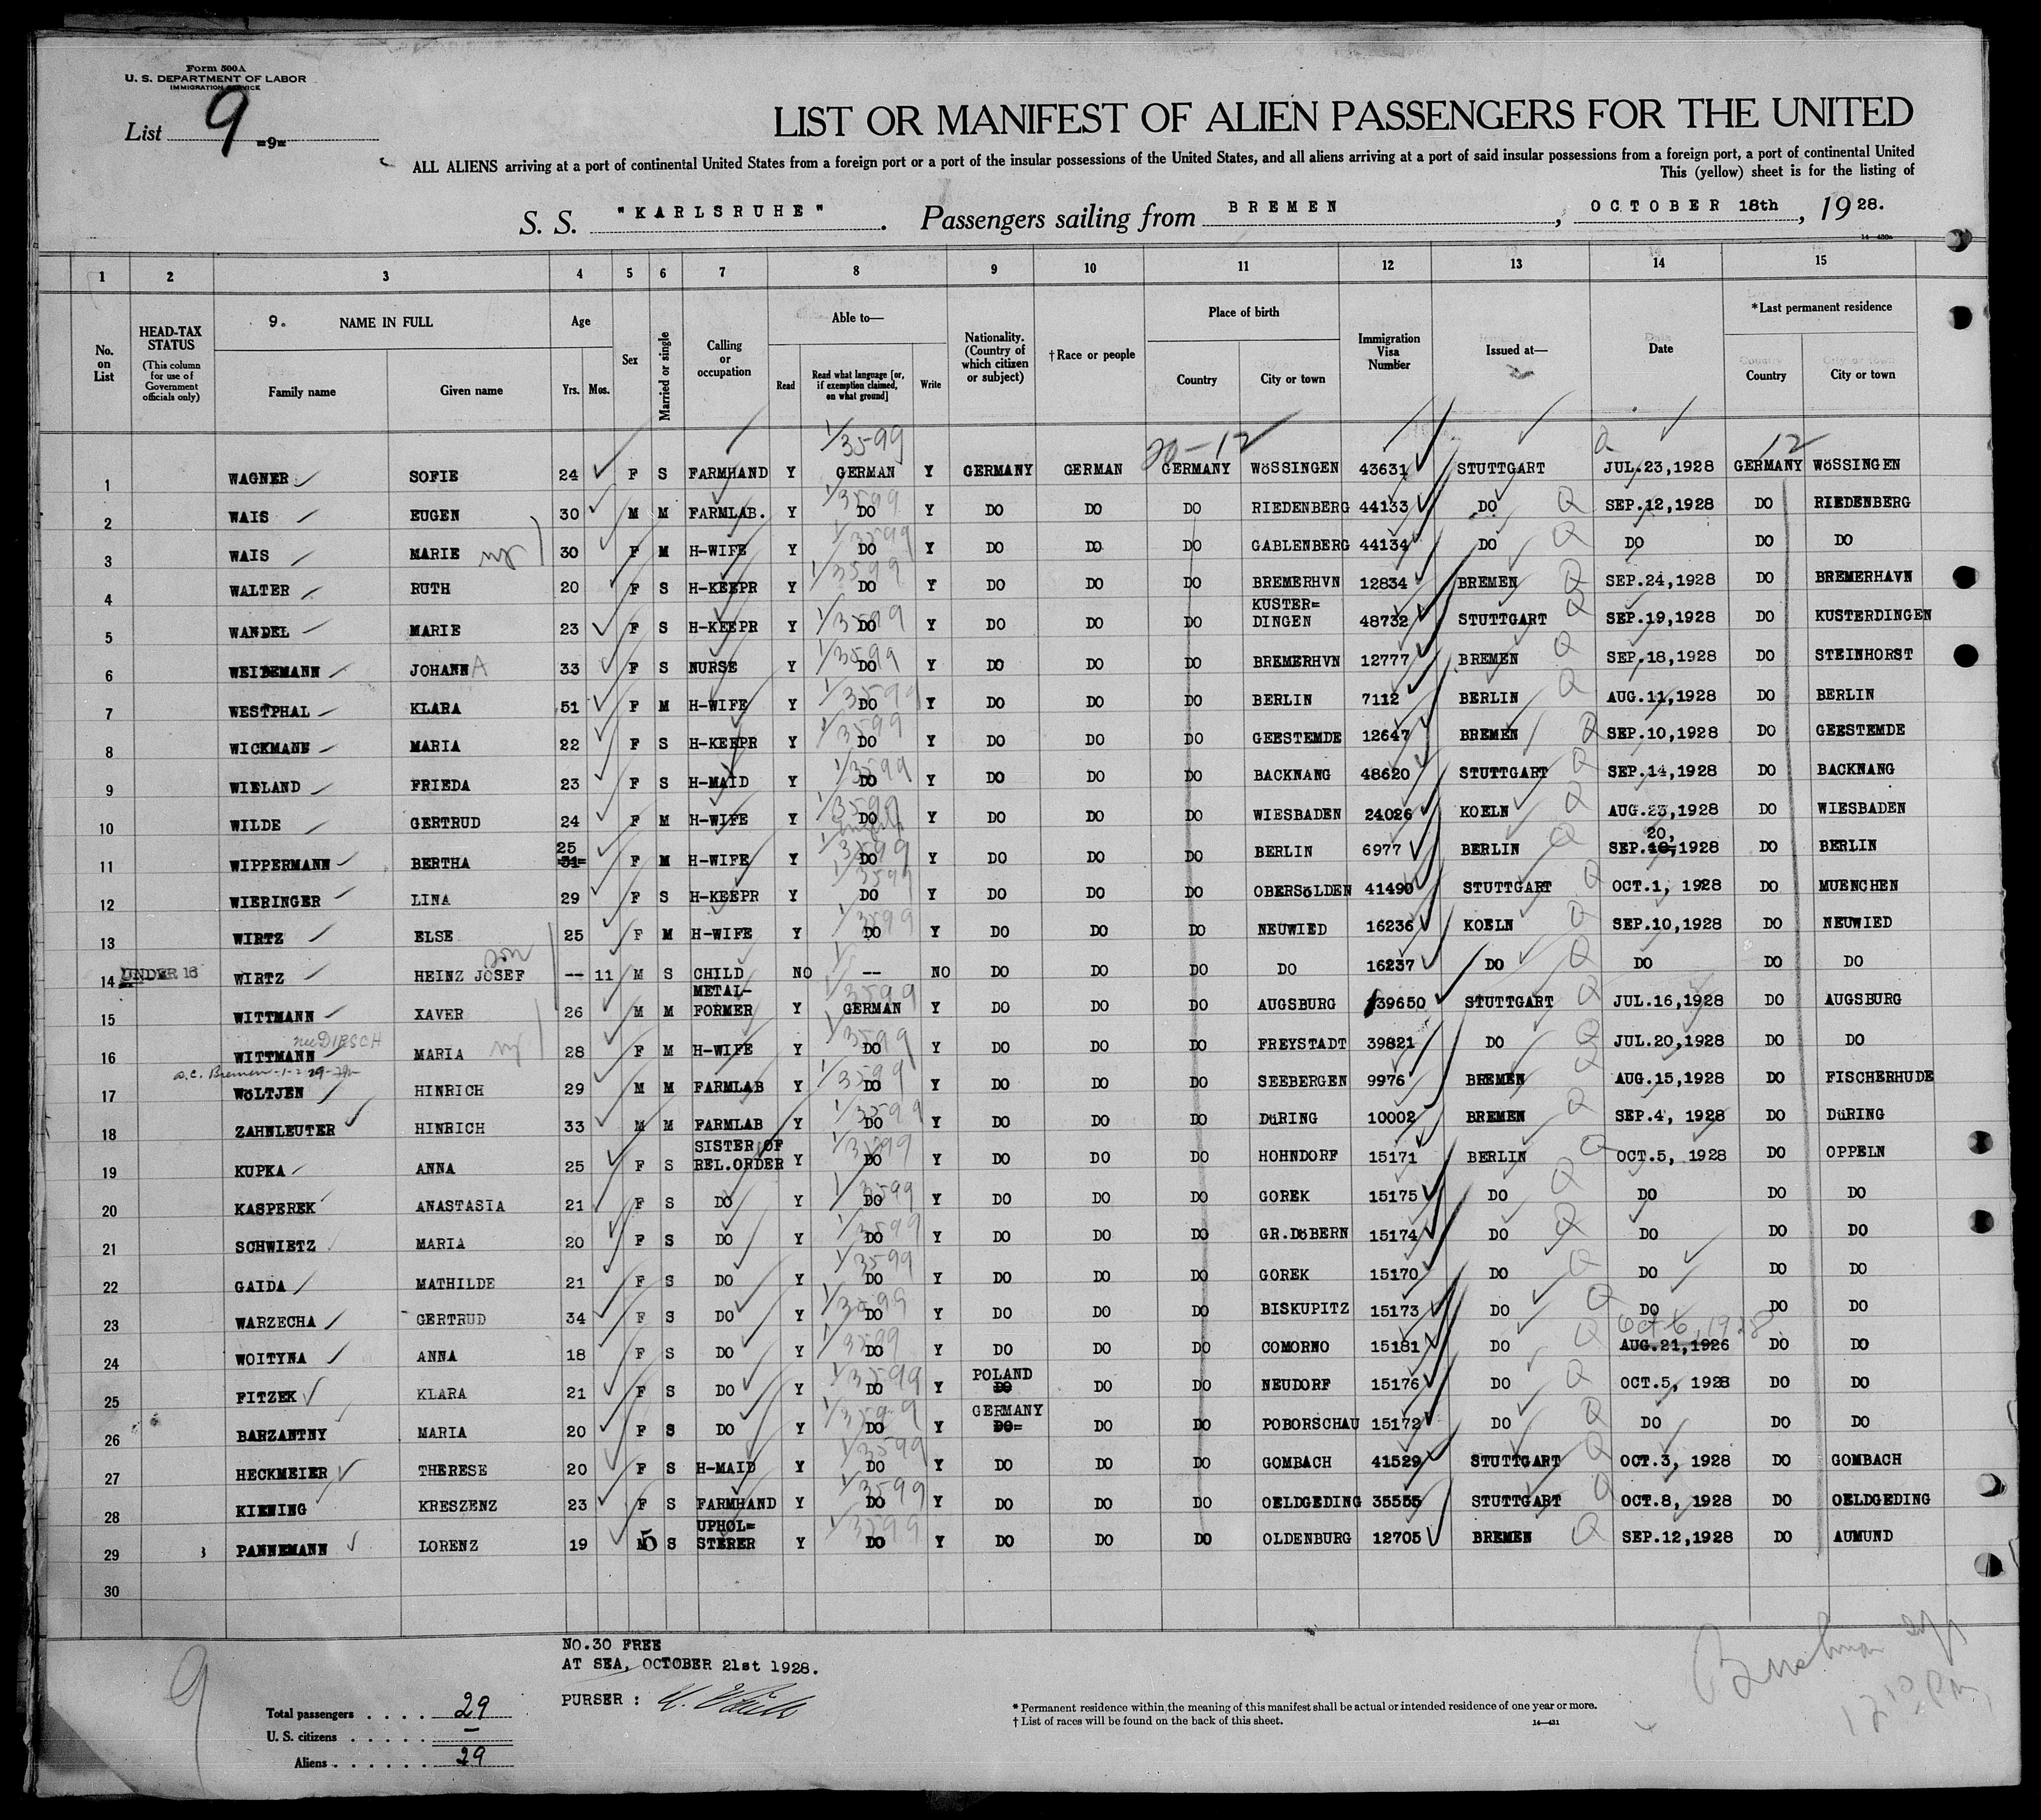 Form 500A
U. S. DEPARTMENT OF LABOR
IMMIGRATION SERVICE
List 9 =9=
LIST OR MANIFEST OF ALIEN PASSENGERS FOR THE UNITED
ALL ALIENS arriving at a port of continental United States from a foreign port or a port of the insular possessions of the United States, and all aliens arriving at a port of said insular possessions from a foreign port, a port of continental United
This (yellow) sheet is for the listing of
S. S. "KARLSRUHE". Passengers sailing from BREMEN, OCTOBER 18th, 1928.
14—430a
1 2 3 4 5 6 7 8 9 10 11 12 13 14 15
No. on List HEAD-TAX STATUS (This column for use of Government officials only) 9. NAME IN FULL Family name Given name Age Yrs. Mos. Sex Married or single Calling or occupation Able to— Read Read what language [or, if exemption claimed, on what ground] Write Nationality. (Country of which citizen or subject) †Race or people Place of birth Country City or town Immigration Visa Number Issued at— Date *Last permanent residence Country City or town
1/3599 20-12 12
1 WAGNER SOFIE 24 F S FARMHAND Y GERMAN Y GERMANY GERMAN GERMANY WöSSINGEN 43631 STUTTGART JUL.23,1928 GERMANY WöSSINGEN
2 WAIS EUGEN 30 M M FARMLAB. Y DO Y DO DO DO RIEDENBERG 44133 DO SEP.12,1928 DO RIEDENBERG
3 WAIS MARIE 30 F M H-WIFE Y DO Y DO DO DO GABLENBERG 44134 DO DO DO DO
4 WALTER RUTH 20 F S H-KEEPR Y DO Y DO DO DO BREMERHVN 12834 BREMEN SEP.24,1928 DO BREMERHAVN
5 WANDEL MARIE 23 F S H-KEEPR Y DO Y DO DO DO KUSTER= DINGEN 48732 STUTTGART SEP.19,1928 DO KUSTERDINGEN
6 WEIDEMANN JOHANNA 33 F S NURSE Y DO Y DO DO DO BREMERHVN 12777 BREMEN SEP.18,1928 DO STEINHORST
7 WESTPHAL KLARA 51 F M H-WIFE Y DO Y DO DO DO BERLIN 7112 BERLIN AUG.11,1928 DO BERLIN
8 WICKMANN MARIA 22 F S H-KEEPR Y DO Y DO DO DO GEESTEMDE 12647 BREMEN SEP.10,1928 DO GEESTEMDE
9 WIELAND FRIEDA 23 F S H-MAID Y DO Y DO DO DO BACKNANG 48620 STUTTGART SEP.14,1928 DO BACKNANG
10 WILDE GERTRUD 24 F M H-WIFE Y DO Y DO DO DO WIESBADEN 24026 KOELN AUG.23,1928 DO WIESBADEN
11 WIPPERMANN BERTHA 25 F M H-WIFE Y DO Y DO DO DO BERLIN 6977 BERLIN SEP.20,1928 DO BERLIN
12 WIERINGER LINA 29 F S H-KEEPR Y DO Y DO DO DO OBERSöLDEN 41490 STUTTGART OCT.1, 1928 DO MUENCHEN
13 WIRTZ ELSE 25 F M H-WIFE Y DO Y DO DO DO NEUWIED 16236 KOELN SEP.10,1928 DO NEUWIED
14 UNDER 16 WIRTZ HEINZ JOSEF son -- 11 M S CHILD NO -- NO DO DO DO DO 16237 DO DO DO DO
15 WITTMANN XAVER 26 M M METAL- FORMER Y GERMAN Y DO DO DO AUGSBURG 39650 STUTTGART JUL.16,1928 DO AUGSBURG
16 WITTMANN nee DIRSCH MARIA 28 F M H-WIFE Y DO Y DO DO DO FREYSTADT 39821 DO JUL.20,1928 DO DO
17 WöLTJEN HINRICH 29 M M FARMLAB Y DO Y DO DO DO SEEBERGEN 9976 BREMEN AUG.15,1928 DO FISCHERHUDE
18 ZAHNLEUTER HINRICH 33 M M FARMLAB Y DO Y DO DO DO DüRING 10002 BREMEN SEP.4, 1928 DO DüRING
19 KUPKA ANNA 25 F S SISTER OF REL.ORDER Y DO Y DO DO DO HOHNDORF 15171 BERLIN OCT.5, 1928 DO OPPELN
20 KASPEREK ANASTASIA 21 F S DO Y DO Y DO DO DO GOREK 15175 DO DO DO DO
21 SCHWIETZ MARIA 20 F S DO Y DO Y DO DO DO GR.DöBERN 15174 DO DO DO DO
22 GAIDA MATHILDE 21 F S DO Y DO Y DO DO DO GOREK 15170 DO DO DO DO
23 WARZECHA GERTRUD 34 F S DO Y DO Y DO DO DO BISKUPITZ 15173 DO DO DO DO
24 WOITYNA ANNA 18 F S DO Y DO Y DO DO DO COMORNO 15181 DO Oct. 6, 1928 AUG.21,1926 DO DO
25 FITZEK KLARA 21 F S DO Y DO Y POLAND DO DO DO NEUDORF 15176 DO OCT.5, 1928 DO DO
26 BARZANTNY MARIA 20 F S DO Y DO Y GERMANY DO= DO DO POBORSCHAU 15172 DO DO DO DO
27 HECKMEIER THERESE 20 F S H-MAID Y DO Y DO DO DO GOMBACH 41529 STUTTGART OCT.3, 1928 DO GOMBACH
28 KIENING KRESZENZ 23 F S FARMHAND Y DO Y DO DO DO OELDGEDING 35555 STUTTGART OCT.8, 1928 DO OELDGEDING
29 PANNEMANN LORENZ 19 M S UPHOL= STERER Y DO Y DO DO DO OLDENBURG 12705 BREMEN SEP.12,1928 DO AUMUND
30
NO.30 FREE
AT SEA, OCTOBER 21st 1928.
PURSER :
9
Total passengers . . . . 29
U. S. citizens . . . . . —
Aliens . . . . . . 29
* Permanent residence within the meaning of this manifest shall be actual or intended residence of one year or more.
† List of races will be found on the back of this sheet.
14—431